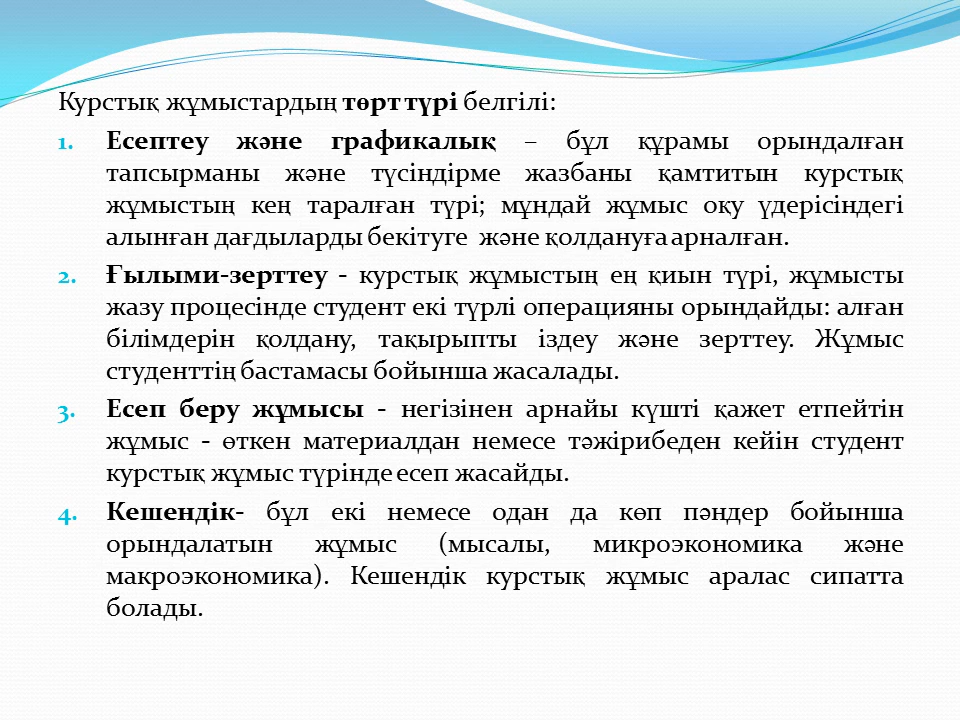 Курстық жұмыстардың төрт түрі белгілі:
1. Есептеу және графикалық – бұл құрамы орындалған
тапсырманы және түсіндірме жазбаны қамтитын курстық
жұмыстың кең таралған түрі; мұндай жұмыс оқу үдерісіндегі
алынған дағдыларды бекітуге және қолдануға арналған.
2. Ғылыми-зерттеу - курстық жұмыстың ең қиын түрі, жұмысты
жазу процесінде студент екі түрлі операцияны орындайды: алған
білімдерін қолдану, тақырыпты іздеу және зерттеу. Жұмыс
студенттің бастамасы бойынша жасалады.
3. Есеп беру жұмысы - негізінен арнайы күшті қажет етпейтін
жұмыс - өткен материалдан немесе тәжірибеден кейін студент
курстық жұмыс түрінде есеп жасайды.
4. Кешендік- бұл екі немесе одан да көп пәндер бойынша
орындалатын жұмыс (мысалы, микроэкономика және
макроэкономика). Кешендік курстық жұмыс аралас сипатта
болады.